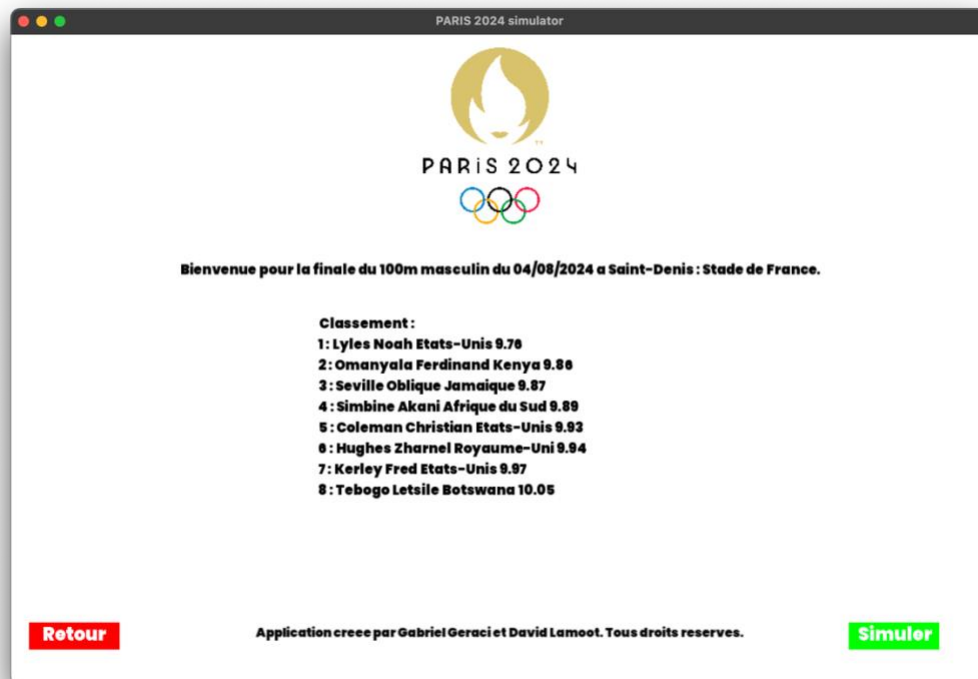 PARIS 2024 simulator
PARiS 2024
Bienvenue pour la finale du 100m masculin du 04/08/2024 a Saint-Denis : Stade de France.
Classement :
1 : Lyles Noah Etats-Unis 9.76
2 : Omanyala Ferdinand Kenya 9.86
3 : Seville Oblique Jamaique 9.87
4 : Simbine Akani Afrique du Sud 9.89
5 : Coleman Christian Etats-Unis 9.93
6 : Hughes Zharnel Royaume-Uni 9.94
7 : Kerley Fred Etats-Unis 9.97
8 : Tebogo Letsile Botswana 10.05
Retour
Application creee par Gabriel Geraci et David Lamoot. Tous droits reserves.
Simuler